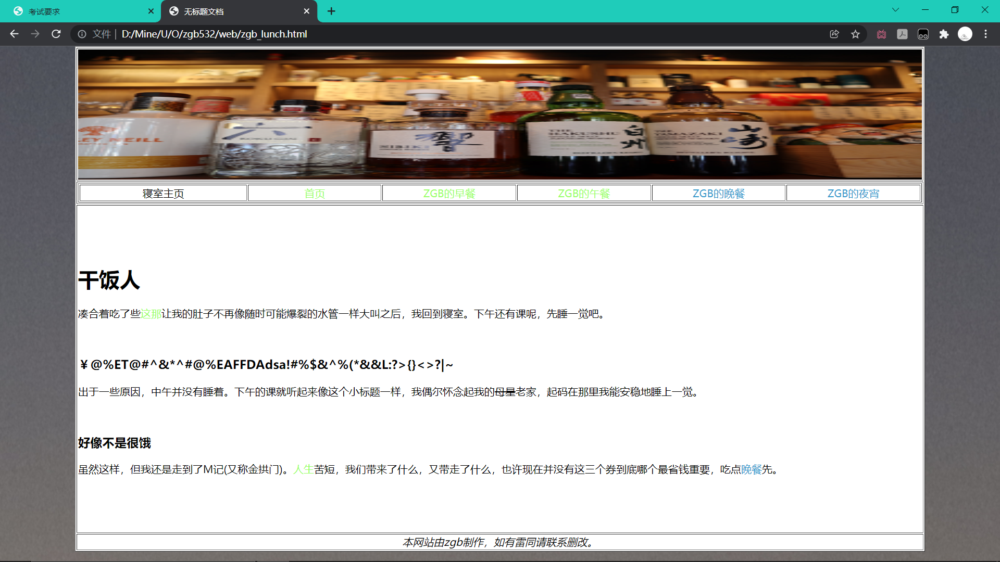 考试要求
无标题文档
文件 | D:/Mine/U/O/zgb532/web/zgb_lunch.html
LEY NEILL
六
ROKU GIN
響
HIBIKI
THE
HAKUSHU
白州
THE
YAMAZAKI
山崎
寝室主页 首页 ZGB的早餐 ZGB的午餐 ZGB的晚餐 ZGB的夜宵
干饭人
凑合着吃了些这那让我的肚子不再像随时可能爆裂的水管一样大叫之后，我回到寝室。下午还有课呢，先睡一觉吧。
￥@%ET@#^&*^#@%EAFFDAdsa!#%$&^%(*&&L:?>{}<>?|~
出于一些原因，中午并没有睡着。下午的课就听起来像这个小标题一样，我偶尔怀念起我的母星老家，起码在那里我能安稳地睡上一觉。
好像不是很饿
虽然这样，但我还是走到了M记(又称金拱门)。人生苦短，我们带来了什么，又带走了什么，也许现在并没有这三个券到底哪个最省钱重要，吃点晚餐先。
本网站由zgb制作，如有雷同请联系删改。